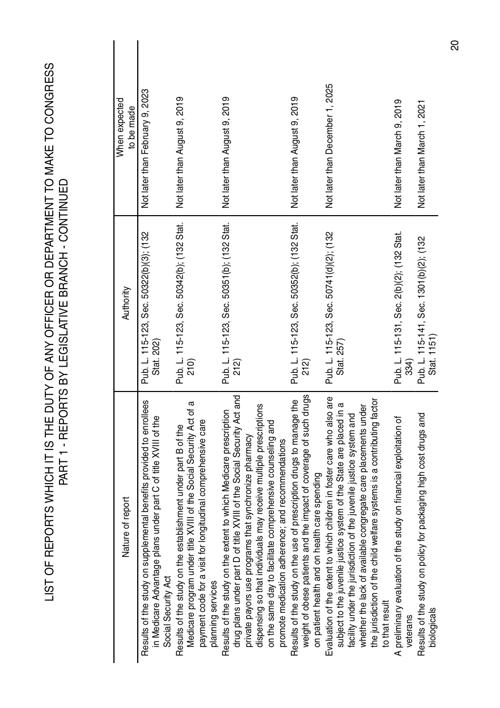 LIST OF REPORTS WHICH IT IS THE DUTY OF ANY OFFICER OR DEPARTMENT TO MAKE TO CONGRESS
PART 1 - REPORTS BY LEGISLATIVE BRANCH - CONTINUED
Nature of report
Authority
When expected
to be made
Results of the study on supplemental benefits provided to enrollees
in Medicare Advantage plans under part C of title XVIII of the
Social Security Act
Pub. L. 115-123, Sec. 50322(b)(3); (132
Stat. 202)
Not later than February 9, 2023
Results of the study on the establishment under part B of the
Medicare program under title XVIII of the Social Security Act of a
payment code for a visit for longitudinal comprehensive care
planning services
Pub. L. 115-123, Sec. 50342(b); (132 Stat.
210)
Not later than August 9, 2019
Results of the study on the extent to which Medicare prescription
drug plans under part D of title XVIII of the Social Security Act and
private payors use programs that synchronize pharmacy
dispensing so that individuals may receive multiple prescriptions
on the same day to facilitate comprehensive counseling and
promote medication adherence; and recommendations
Pub. L. 115-123, Sec. 50351(b); (132 Stat.
212)
Not later than August 9, 2019
Results of the study on the use of prescription drugs to manage the
weight of obese patients and the impact of coverage of such drugs
on patient health and on health care spending
Pub. L. 115-123, Sec. 50352(b); (132 Stat.
212)
Not later than August 9, 2019
Evaluation of the extent to which children in foster care who also are
subject to the juvenile justice system of the State are placed in a
facility under the jurisdiction of the juvenile justice system and
whether the lack of available congregate care placements under
the jurisdiction of the child welfare systems is a contributing factor
to that result
Pub. L. 115-123, Sec. 50741(d)(2); (132
Stat. 257)
Not later than December 1, 2025
A preliminary evaluation of the study on financial exploitation of
veterans
Pub. L. 115-131, Sec. 2(b)(2); (132 Stat.
334)
Not later than March 9, 2019
Results of the study on policy for packaging high cost drugs and
biologicals
Pub. L. 115-141, Sec. 1301(b)(2); (132
Stat. 1151)
Not later than March 1, 2021
20